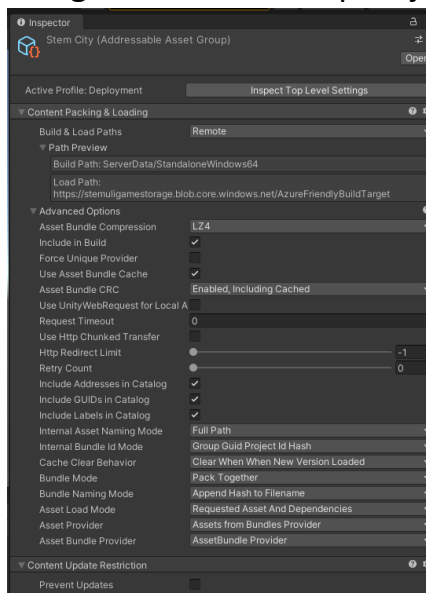 Inspector
Stem City (Addressable Asset Group)
Open
Active Profile: Deployment
Inspect Top Level Settings
Content Packing & Loading
Build & Load Paths Remote
Path Preview
Build Path: ServerData/StandaloneWindows64
Load Path:
https://stemuligamestorage.blob.core.windows.net/AzureFriendlyBuildTarget
Advanced Options
Asset Bundle Compression LZ4
Include in Build
Force Unique Provider
Use Asset Bundle Cache
Asset Bundle CRC Enabled, Including Cached
Use UnityWebRequest for Local A
Request Timeout 0
Use Http Chunked Transfer
Http Redirect Limit -1
Retry Count 0
Include Addresses in Catalog
Include GUIDs in Catalog
Include Labels in Catalog
Internal Asset Naming Mode Full Path
Internal Bundle Id Mode Group Guid Project Id Hash
Cache Clear Behavior Clear When When New Version Loaded
Bundle Mode Pack Together
Bundle Naming Mode Append Hash to Filename
Asset Load Mode Requested Asset And Dependencies
Asset Provider Assets from Bundles Provider
Asset Bundle Provider AssetBundle Provider
Content Update Restriction
Prevent Updates